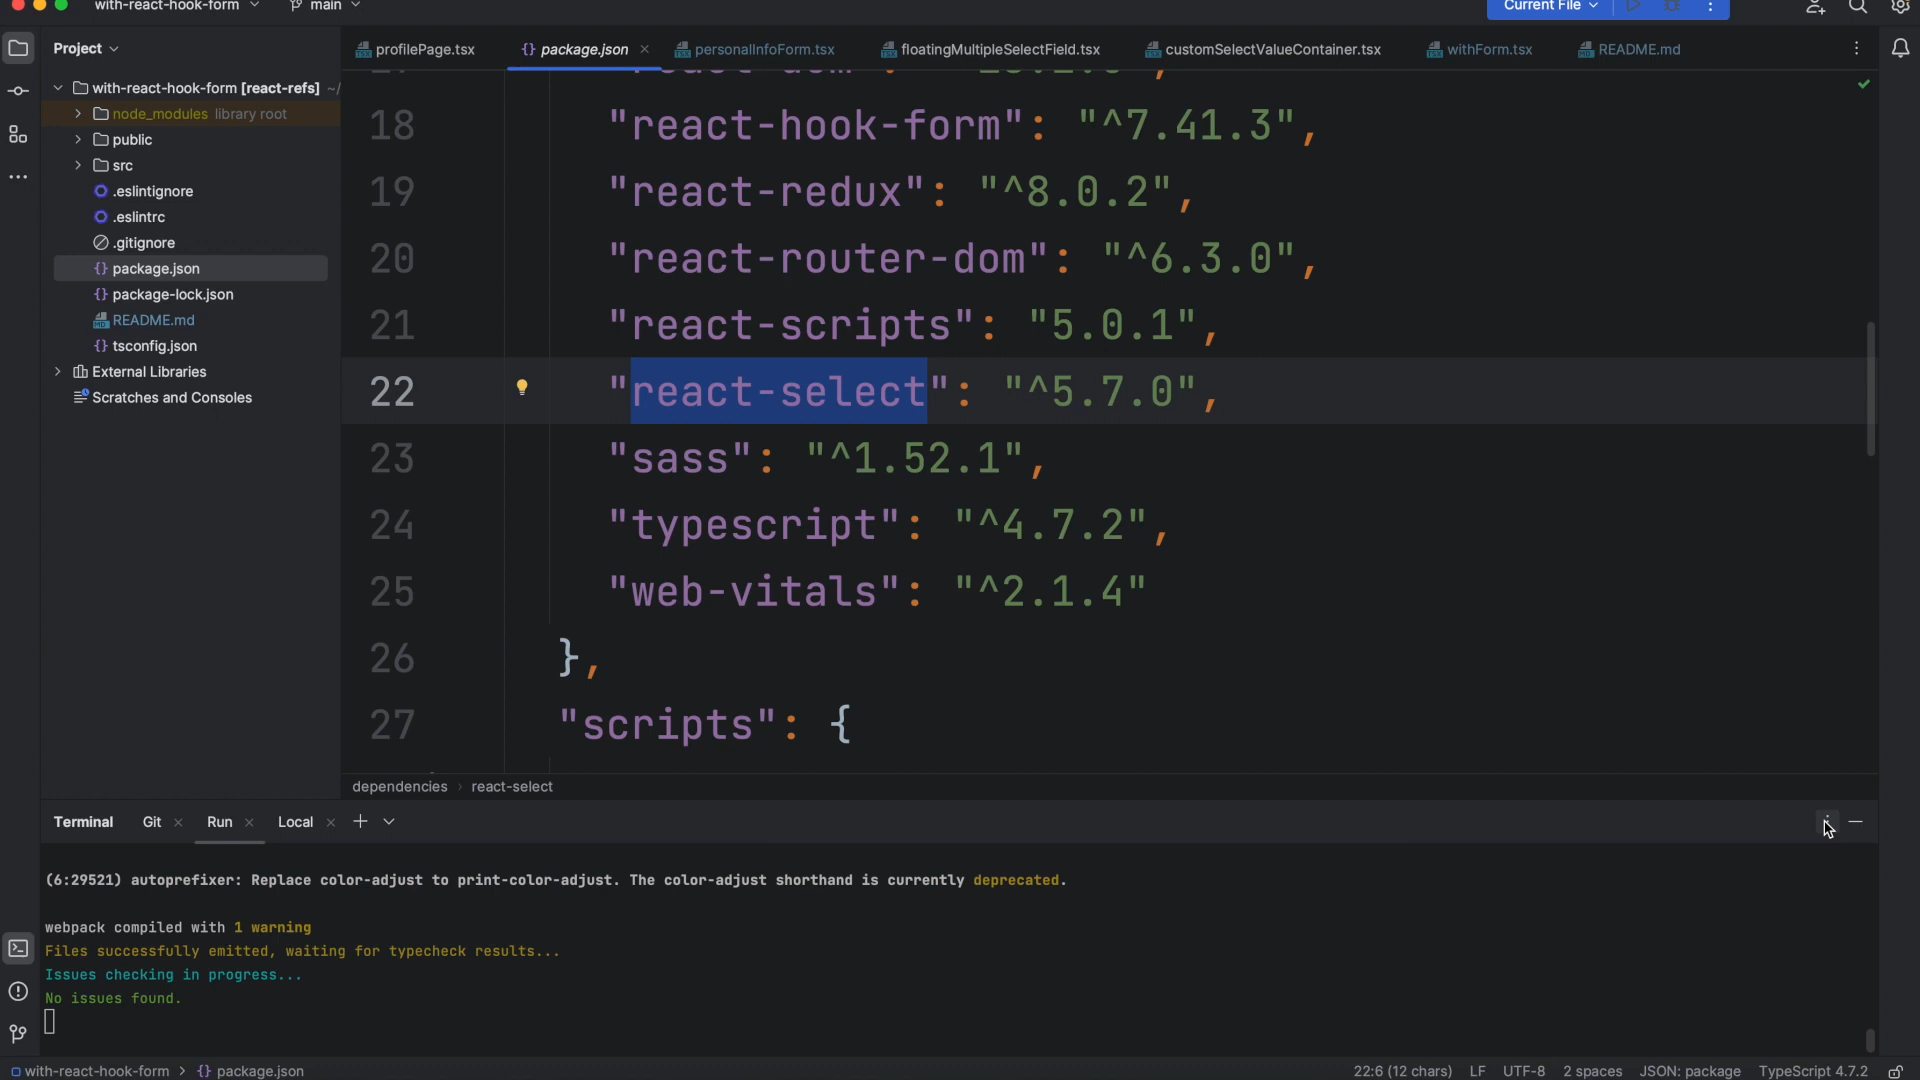 with-react-hook-form main Current File
Project
profilePage.tsx {} package.json personalInfoForm.tsx floatingMultipleSelectField.tsx customSelectValueContainer.tsx withForm.tsx README.md
with-react-hook-form [react-refs] ~/
node_modules library root
public
src
.eslintignore
.eslintrc
.gitignore
{} package.json
{} package-lock.json
README.md
{} tsconfig.json
External Libraries
Scratches and Consoles
18 "react-hook-form": "^7.41.3",
19 "react-redux": "^8.0.2",
20 "react-router-dom": "^6.3.0",
21 "react-scripts": "5.0.1",
22 "react-select": "^5.7.0",
23 "sass": "^1.52.1",
24 "typescript": "^4.7.2",
25 "web-vitals": "^2.1.4"
26 },
27 "scripts": {
dependencies › react-select
Terminal Git Run Local
(6:29521) autoprefixer: Replace color-adjust to print-color-adjust. The color-adjust shorthand is currently deprecated.
webpack compiled with 1 warning
Files successfully emitted, waiting for typecheck results...
Issues checking in progress...
No issues found.
with-react-hook-form › {} package.json 22:6 (12 chars) LF UTF-8 2 spaces JSON: package TypeScript 4.7.2